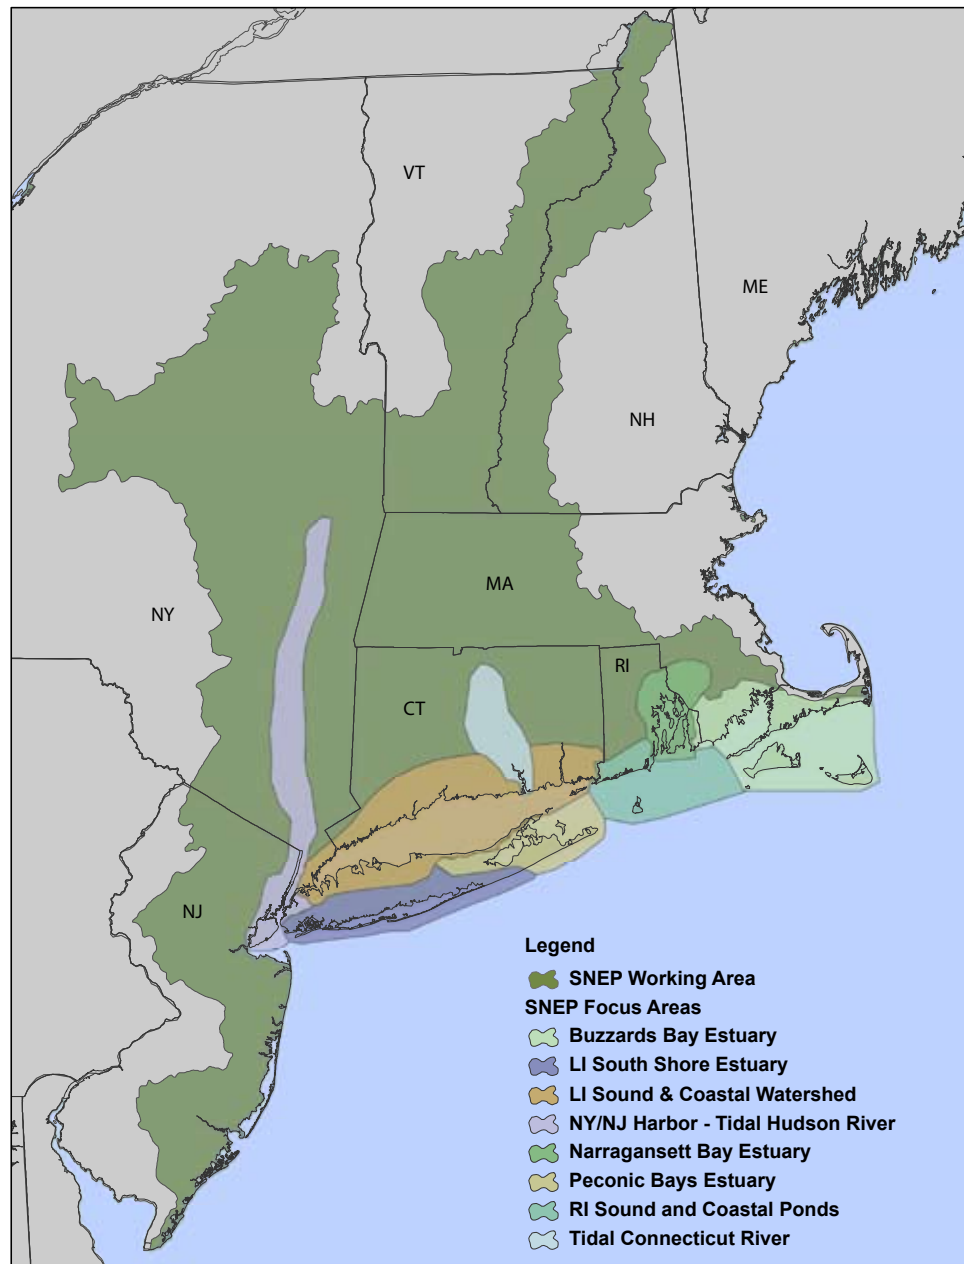 VT
ME
NH
MA
NY
RI
CT
NJ
Legend
SNEP Working Area
SNEP Focus Areas
Buzzards Bay Estuary
LI South Shore Estuary
LI Sound & Coastal Watershed
NY/NJ Harbor - Tidal Hudson River
Narragansett Bay Estuary
Peconic Bays Estuary
RI Sound and Coastal Ponds
Tidal Connecticut River